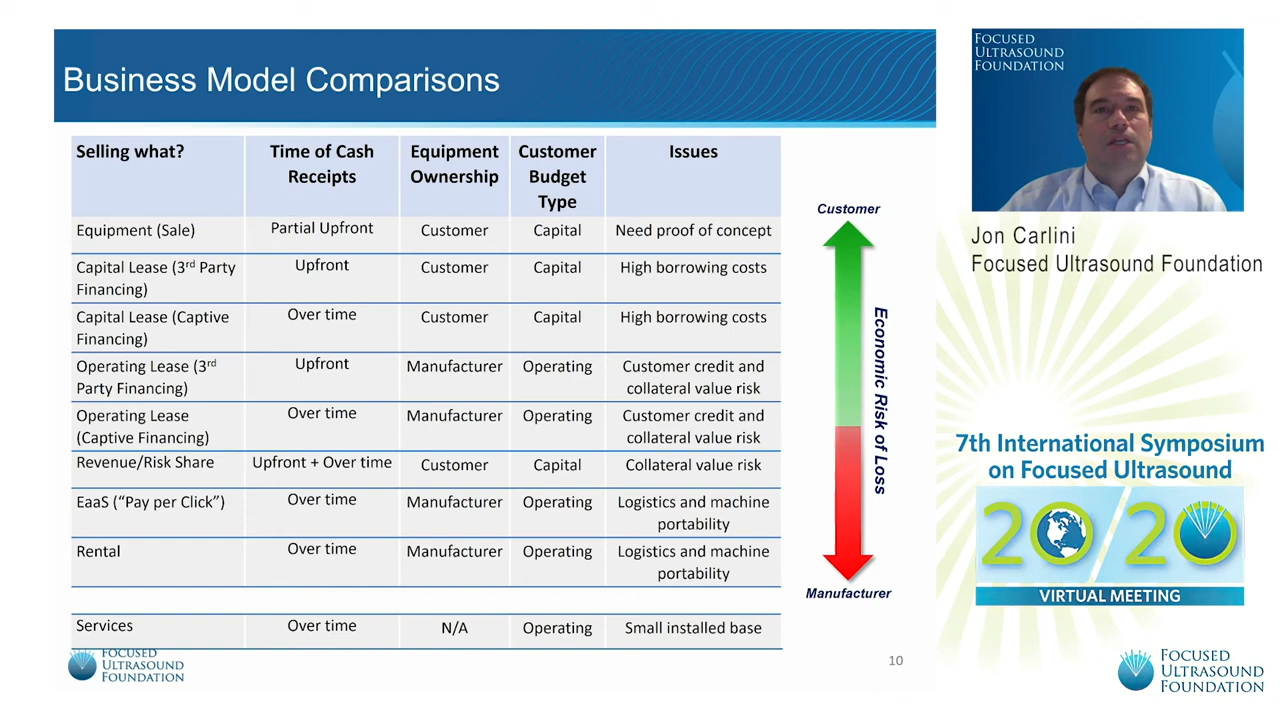 Business Model Comparisons
Selling what?
Time of Cash
Receipts
Equipment
Ownership
Customer
Budget
Type
Issues
Equipment (Sale)
Partial Upfront
Customer
Capital
Need proof of concept
Capital Lease (3rd Party
Financing)
Upfront
Customer
Capital
High borrowing costs
Capital Lease (Captive
Financing)
Over time
Customer
Capital
High borrowing costs
Operating Lease (3rd
Party Financing)
Upfront
Manufacturer
Operating
Customer credit and
collateral value risk
Operating Lease
(Captive Financing)
Over time
Manufacturer
Operating
Customer credit and
collateral value risk
Revenue/Risk Share
Upfront + Over time
Customer
Capital
Collateral value risk
EaaS (“Pay per Click”)
Over time
Manufacturer
Operating
Logistics and machine
portability
Rental
Over time
Manufacturer
Operating
Logistics and machine
portability
Services
Over time
N/A
Operating
Small installed base
Customer
Economic Risk of Loss
Manufacturer
FOCUSED
ULTRASOUND
FOUNDATION
10
FOCUSED
ULTRASOUND
FOUNDATION
Jon Carlini
Focused Ultrasound Foundation
7th International Symposium
on Focused Ultrasound
20/20
VIRTUAL MEETING
FOCUSED
ULTRASOUND
FOUNDATION